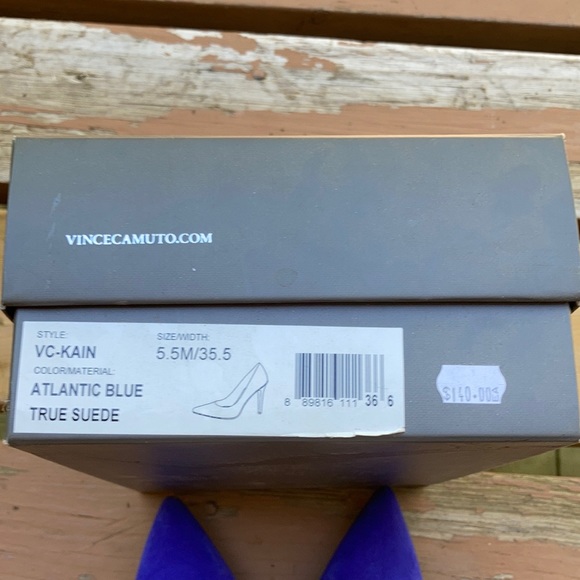 VINCECAMUTO.COM
STYLE: SIZE/WIDTH:
VC-KAIN 5.5M/35.5
COLOR/MATERIAL:
ATLANTIC BLUE
TRUE SUEDE
8 89816 111 36 6
$140.00